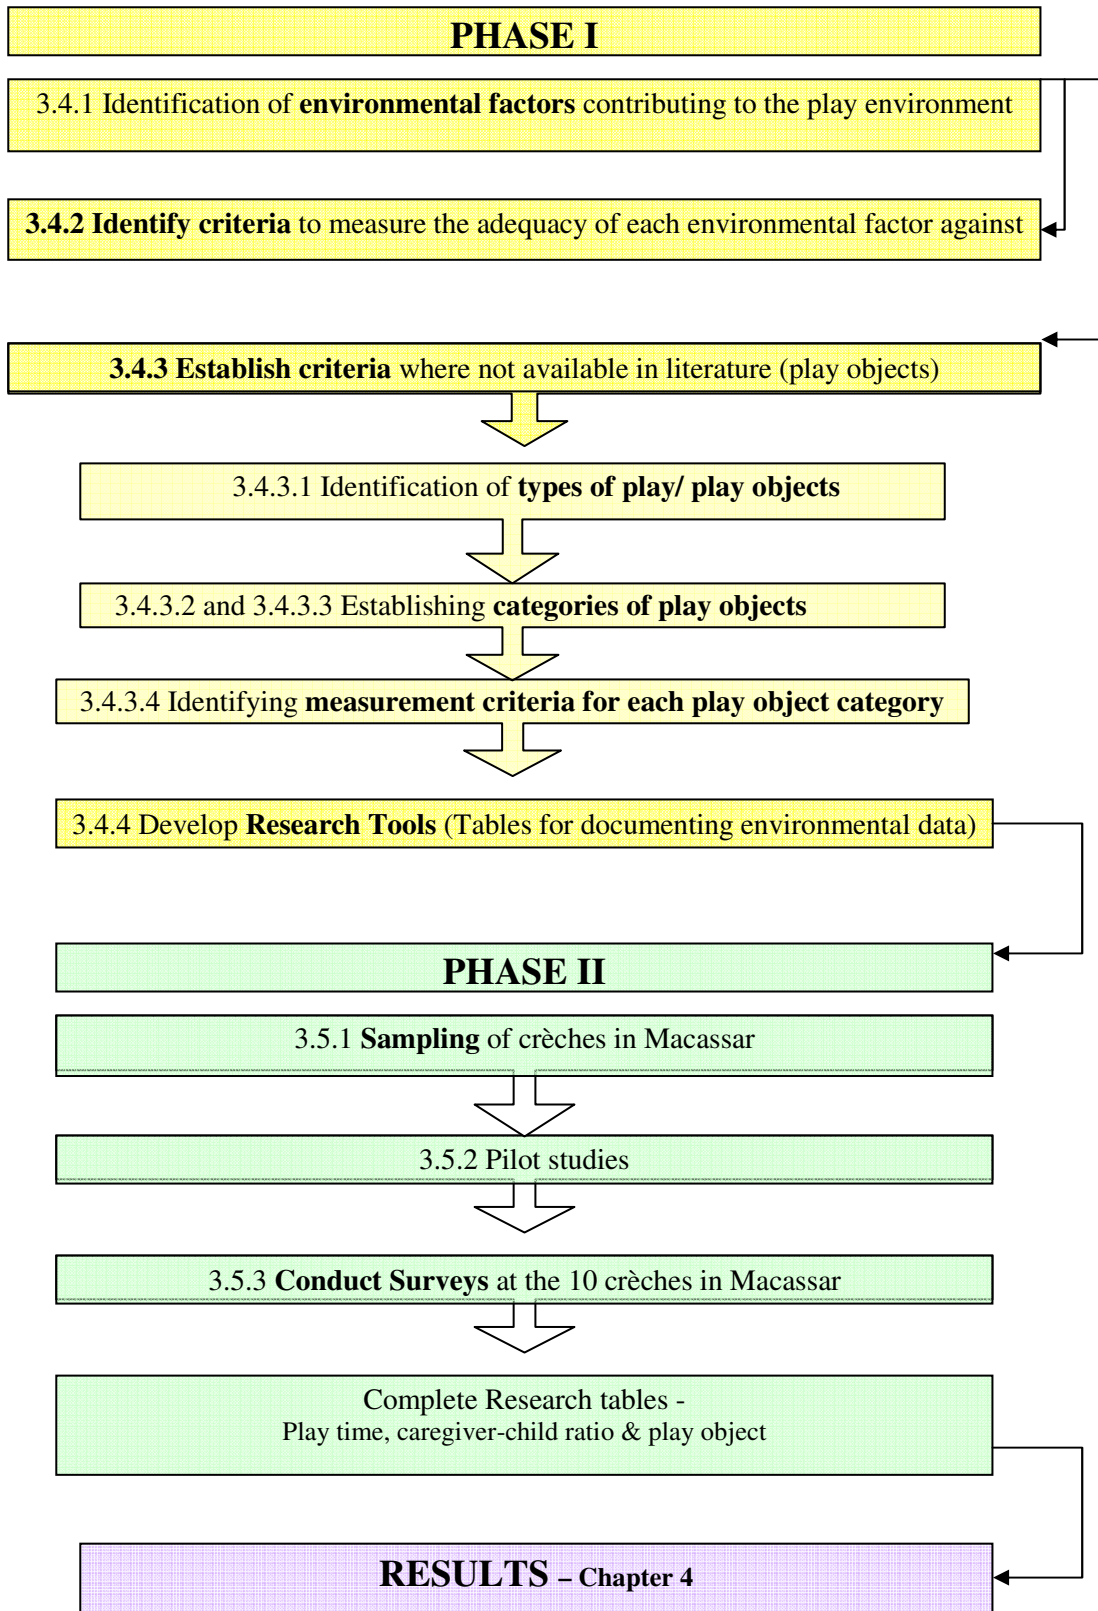 PHASE I
3.4.1 Identification of environmental factors contributing to the play environment
3.4.2 Identify criteria to measure the adequacy of each environmental factor against
3.4.3 Establish criteria where not available in literature (play objects)
3.4.3.1 Identification of types of play/ play objects
3.4.3.2 and 3.4.3.3 Establishing categories of play objects
3.4.3.4 Identifying measurement criteria for each play object category
3.4.4 Develop Research Tools (Tables for documenting environmental data)
PHASE II
3.5.1 Sampling of crèches in Macassar
3.5.2 Pilot studies
3.5.3 Conduct Surveys at the 10 crèches in Macassar
Complete Research tables -
Play time, caregiver-child ratio & play object
RESULTS – Chapter 4